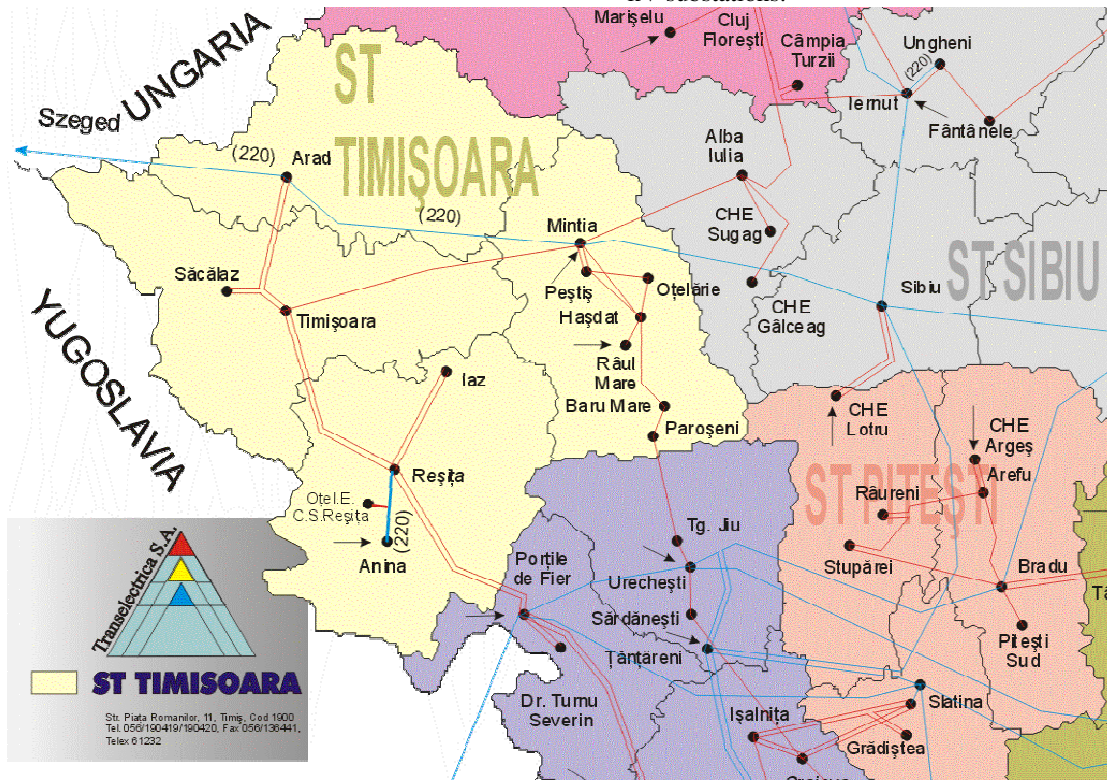 kV substations.
Marişelu
Cluj
Floreşti
Câmpia
Turzii
Ungheni
(220)
Iernut
Fântânele
UNGARIA
Szeged
ST
TIMIŞOARA
(220)
Arad
(220)
Alba
Iulia
CHE
Sugag
Mintia
ST SIBIU
Săcălaz
Timişoara
Peştiş
Oţelărie
Haşdat
CHE
Gâlceag
Sibiu
YUGOSLAVIA
Râul
Mare
Iaz
Baru Mare
Paroşeni
CHE
Lotru
CHE
Argeş
Arefu
ST PITEŞTI
Reşiţa
Oţel.E.
C.S.Reşiţa
(220)
Anina
Râureni
Stupărei
Bradu
Tg. Jiu
Porţile
de Fier
Urecheşti
Sărdăneşti
Ţânţăreni
Piteşti
Sud
Dr. Turnu
Severin
Işalniţa
Slatina
Grădiştea
Transelectrica S.A.
ST TIMISOARA
Str. Piata Romanilor, 11, Timiş, Cod 1900
Tel. 056/190419/190420, Fax 056/136441,
Telex 61232